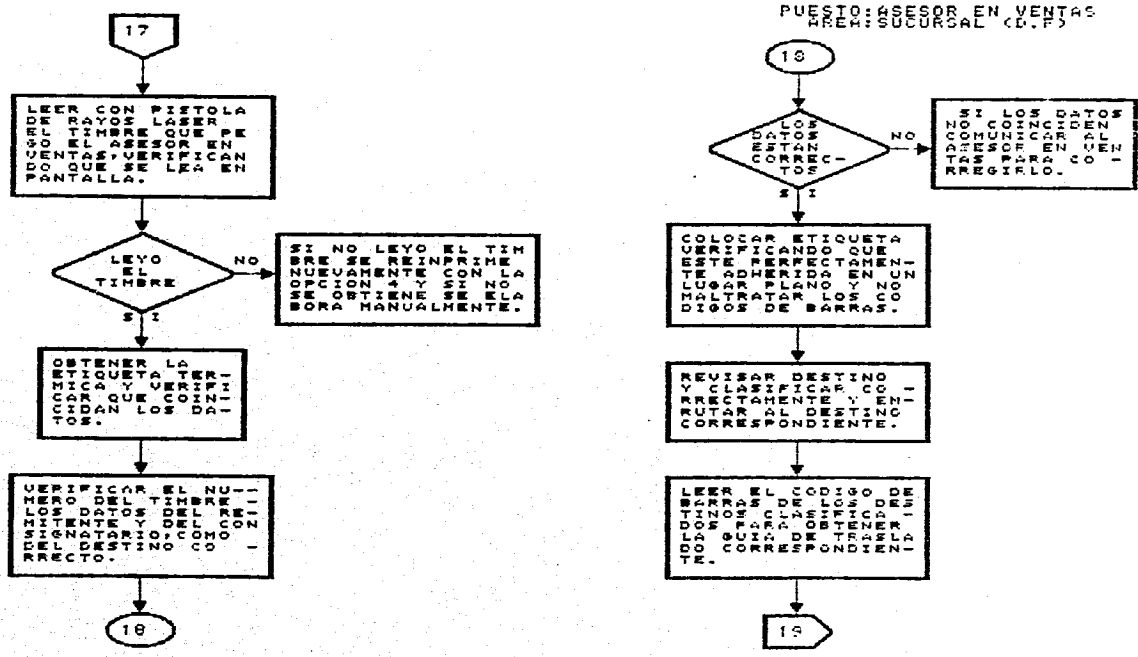 17
LEER CON PISTOLA
DE RAYOS LASER
EL TIMBRE QUE PE
GO EL ASESOR EN
VENTAS, VERIFICAN
DO QUE SE LEA EN
PANTALLA.
LEYO
EL
TIMBRE
NO
SI NO LEYO EL TIM
BRE SE REINPRIME
NUEVAMENTE CON LA
OPCION 4 Y SI NO
SE OBTIENE SE ELA
BORA MANUALMENTE.
S I
OBTENER LA
ETIQUETA TER-
MICA Y VERIFI
CAR QUE COIN-
CIDAN LOS DA-
TOS.
VERIFICAR EL NU-
MERO DEL TIMBRE
LOS DATOS DEL RE-
MITENTE Y DEL CON
SIGNATARIO, COMO
DEL DESTINO CO -
RRECTO.
18
PUESTO: ASESOR EN VENTAS
AREA: SUCURSAL (D.F)
18
LOS
DATOS
ESTAN
CORREC-
TOS
NO
SI LOS DATOS
NO COINCIDEN
COMUNICAR AL
ASESOR EN VEN
TAS PARA CO -
RREGIRLO.
S I
COLOCAR ETIQUETA
VERIFICANDO QUE
ESTE PERFECTAMEN-
TE ADHERIDA EN UN
LUGAR PLANO Y NO
MALTRATAR LOS CO-
DIGOS DE BARRAS.
REVISAR DESTINO
Y CLASIFICAR CO -
RRECTAMENTE Y EN-
RUTAR AL DESTINO
CORRESPONDIENTE.
LEER EL CODIGO DE
BARRAS DE LOS DES
TINOS CLASIFICA-
DOS PARA OBTENER
LA GUIA DE TRASLA
DO CORRESPONDIEN-
TE.
19